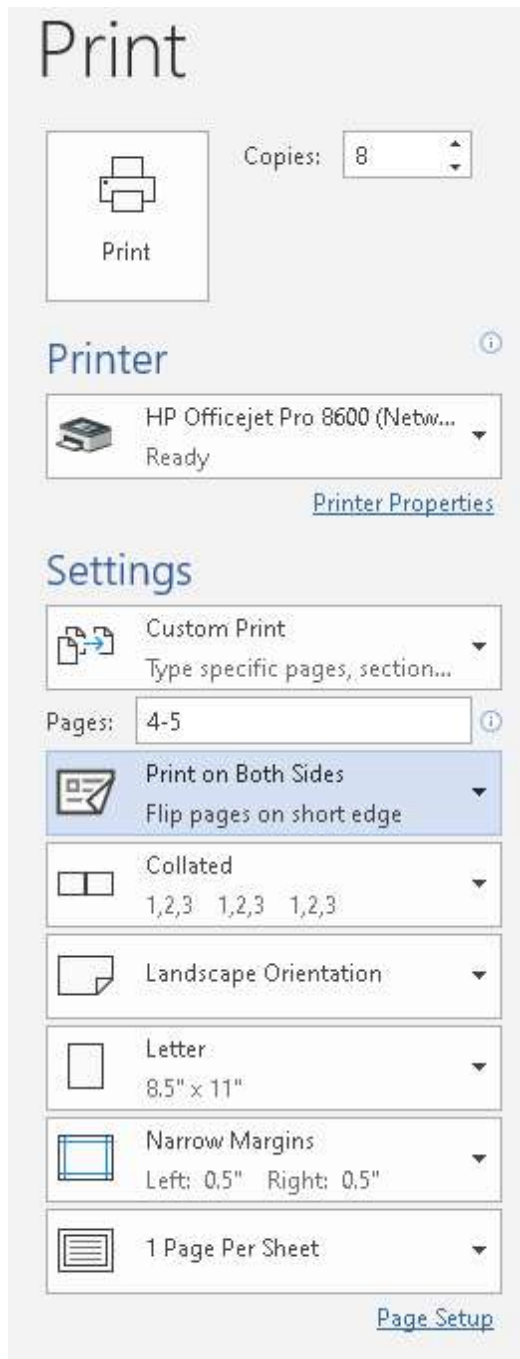 Print
Copies: 8
Print
Printer
HP Officejet Pro 8600 (Netw...
Ready
Printer Properties
Settings
Custom Print
Type specific pages, section...
Pages: 4-5
Print on Both Sides
Flip pages on short edge
Collated
1,2,3 1,2,3 1,2,3
Landscape Orientation
Letter
8.5" x 11"
Narrow Margins
Left: 0.5" Right: 0.5"
1 Page Per Sheet
Page Setup